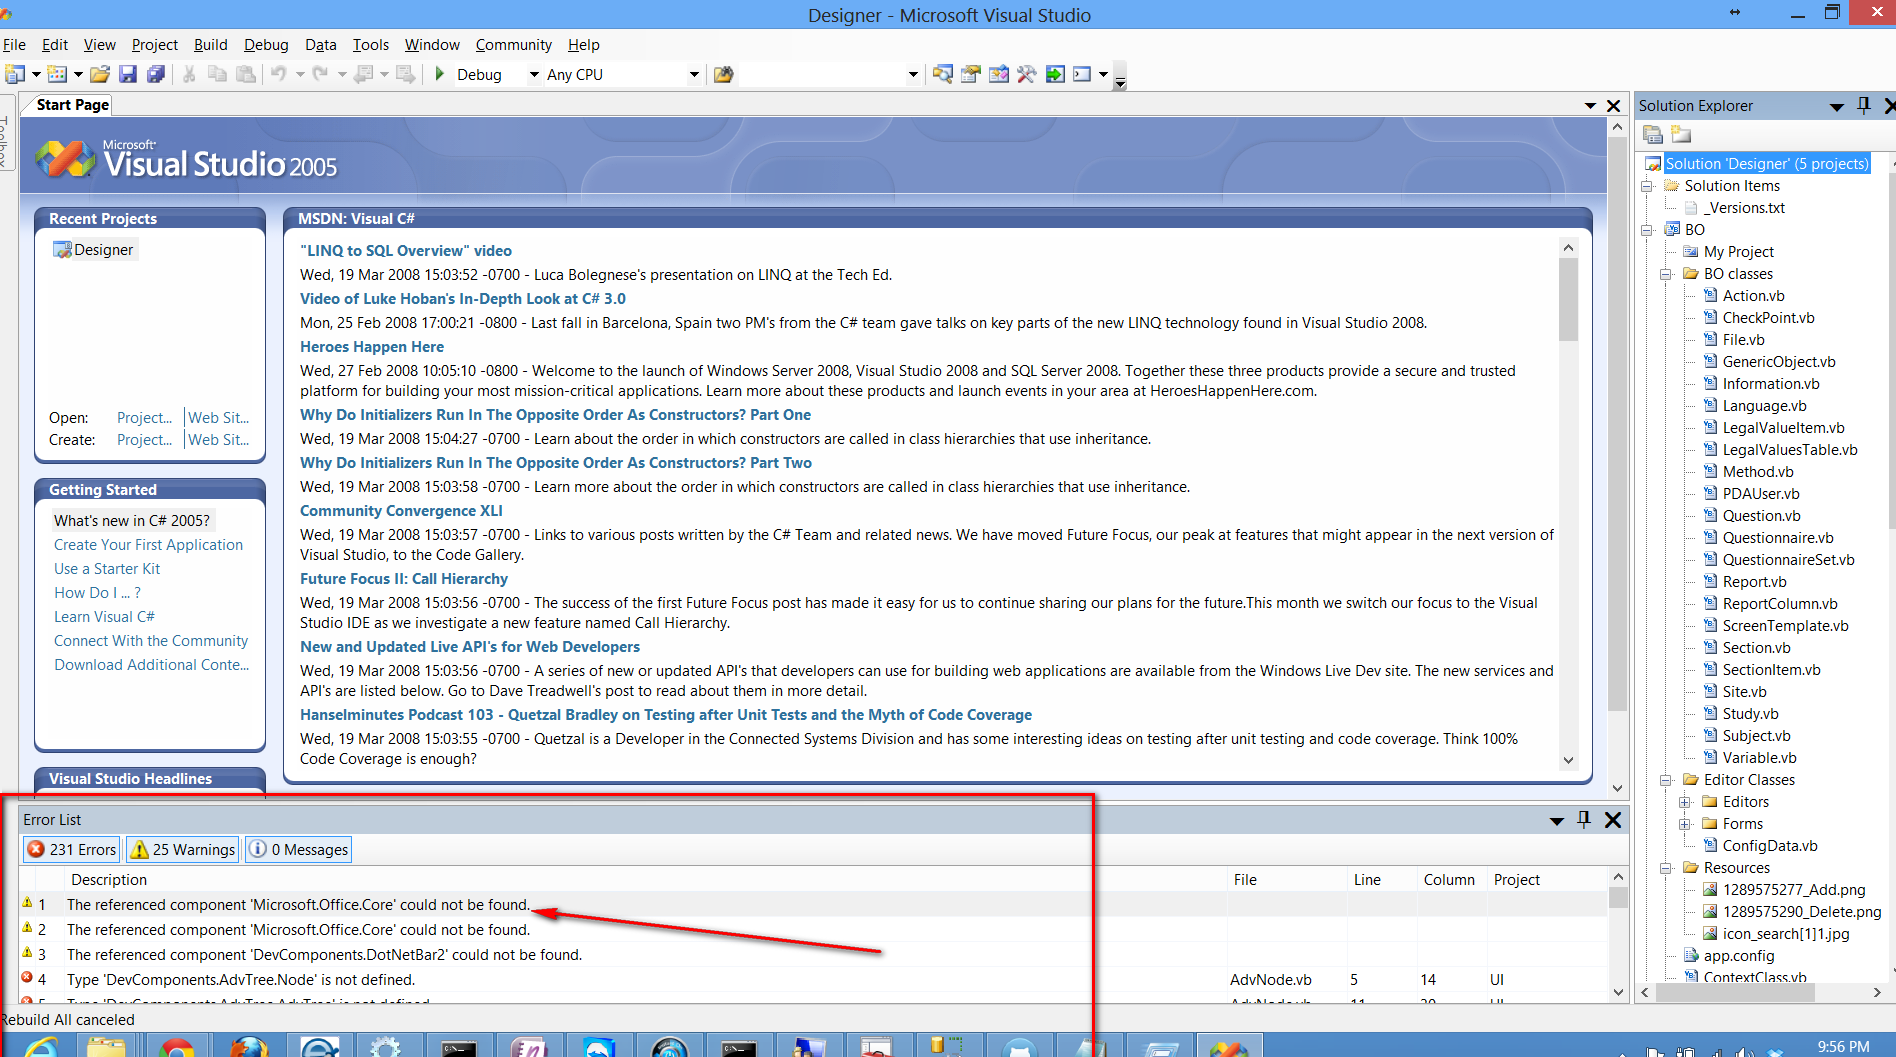 Designer - Microsoft Visual Studio
File Edit View Project Build Debug Data Tools Window Community Help
Debug Any CPU
Toolbox
Start Page
Microsoft
Visual Studio 2005
Recent Projects
Designer
Open: Project... Web Sit...
Create: Project... Web Sit...
Getting Started
What's new in C# 2005?
Create Your First Application
Use a Starter Kit
How Do I ... ?
Learn Visual C#
Connect With the Community
Download Additional Conte...
Visual Studio Headlines
MSDN: Visual C#
"LINQ to SQL Overview" video
Wed, 19 Mar 2008 15:03:52 -0700 - Luca Bolegnese's presentation on LINQ at the Tech Ed.
Video of Luke Hoban's In-Depth Look at C# 3.0
Mon, 25 Feb 2008 17:00:21 -0800 - Last fall in Barcelona, Spain two PM's from the C# team gave talks on key parts of the new LINQ technology found in Visual Studio 2008.
Heroes Happen Here
Wed, 27 Feb 2008 10:05:10 -0800 - Welcome to the launch of Windows Server 2008, Visual Studio 2008 and SQL Server 2008. Together these three products provide a secure and trusted
platform for building your most mission-critical applications. Learn more about these products and launch events in your area at HeroesHappenHere.com.
Why Do Initializers Run In The Opposite Order As Constructors? Part One
Wed, 19 Mar 2008 15:04:27 -0700 - Learn about the order in which constructors are called in class hierarchies that use inheritance.
Why Do Initializers Run In The Opposite Order As Constructors? Part Two
Wed, 19 Mar 2008 15:03:58 -0700 - Learn more about the order in which constructors are called in class hierarchies that use inheritance.
Community Convergence XLI
Wed, 19 Mar 2008 15:03:57 -0700 - Links to various posts written by the C# Team and related news. We have moved Future Focus, our peak at features that might appear in the next version of
Visual Studio, to the Code Gallery.
Future Focus II: Call Hierarchy
Wed, 19 Mar 2008 15:03:56 -0700 - The success of the first Future Focus post has made it easy for us to continue sharing our plans for the future.This month we switch our focus to the Visual
Studio IDE as we investigate a new feature named Call Hierarchy.
New and Updated Live API's for Web Developers
Wed, 19 Mar 2008 15:03:56 -0700 - A series of new or updated API's that developers can use for building web applications are available from the Windows Live Dev site. The new services and
API's are listed below. Go to Dave Treadwell's post to read about them in more detail.
Hanselminutes Podcast 103 - Quetzal Bradley on Testing after Unit Tests and the Myth of Code Coverage
Wed, 19 Mar 2008 15:03:55 -0700 - Quetzal is a Developer in the Connected Systems Division and has some interesting ideas on testing after unit testing and code coverage. Think 100%
Code Coverage is enough?
Solution Explorer
Solution 'Designer' (5 projects)
Solution Items
_Versions.txt
BO
My Project
BO classes
Action.vb
CheckPoint.vb
File.vb
GenericObject.vb
Information.vb
Language.vb
LegalValueItem.vb
LegalValuesTable.vb
Method.vb
PDAUser.vb
Question.vb
Questionnaire.vb
QuestionnaireSet.vb
Report.vb
ReportColumn.vb
ScreenTemplate.vb
Section.vb
SectionItem.vb
Site.vb
Study.vb
Subject.vb
Variable.vb
Editor Classes
Editors
Forms
ConfigData.vb
Resources
1289575277_Add.png
1289575290_Delete.png
icon_search[1]1.jpg
app.config
ContextClass.vb
Error List
231 Errors 25 Warnings 0 Messages
Description File Line Column Project
1 The referenced component 'Microsoft.Office.Core' could not be found.
2 The referenced component 'Microsoft.Office.Core' could not be found.
3 The referenced component 'DevComponents.DotNetBar2' could not be found.
4 Type 'DevComponents.AdvTree.Node' is not defined. AdvNode.vb 5 14 UI
5 Type 'DevComponents.AdvTree.AdvTree' is not defined. AdvNode.vb 11 20 UI
Rebuild All canceled
9:56 PM